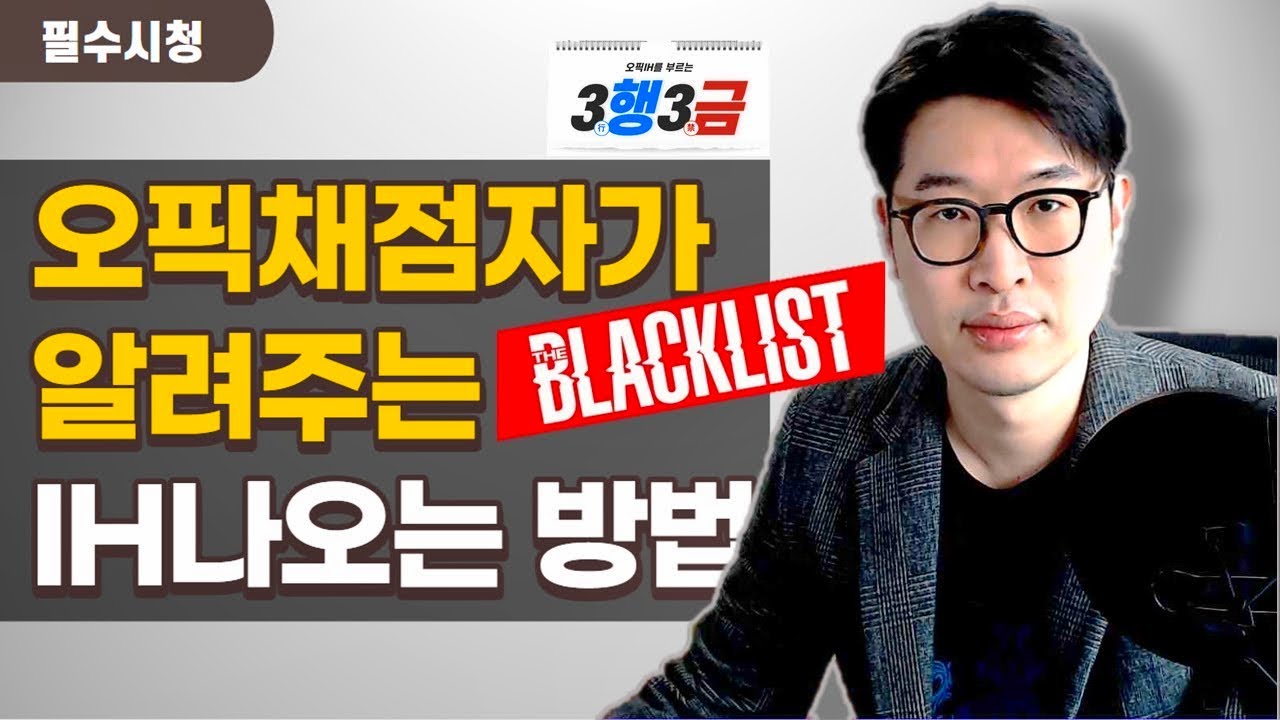 필수시청
오픽IH를 부르는
3행3금
行 禁
오픽채점자가
알려주는
THE BLACKLIST
IH나오는 방법